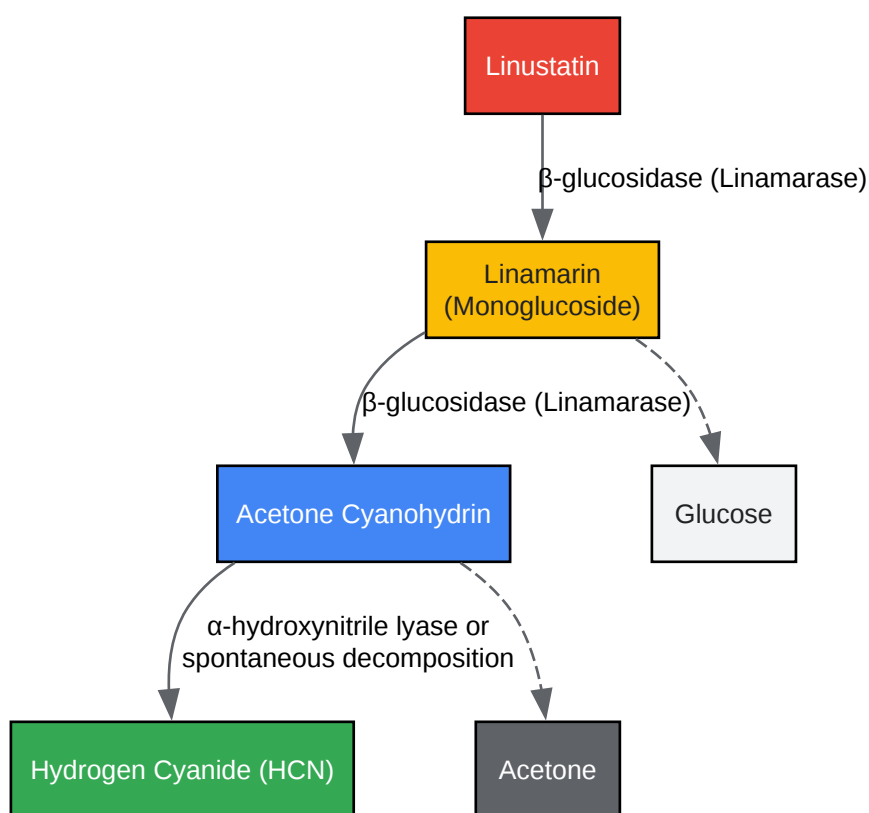 Linustatin
β-glucosidase (Linamarase)
Linamarin
(Monoglucoside)
β-glucosidase (Linamarase)
Acetone Cyanohydrin
Glucose
α-hydroxynitrile lyase or
spontaneous decomposition
Hydrogen Cyanide (HCN)
Acetone